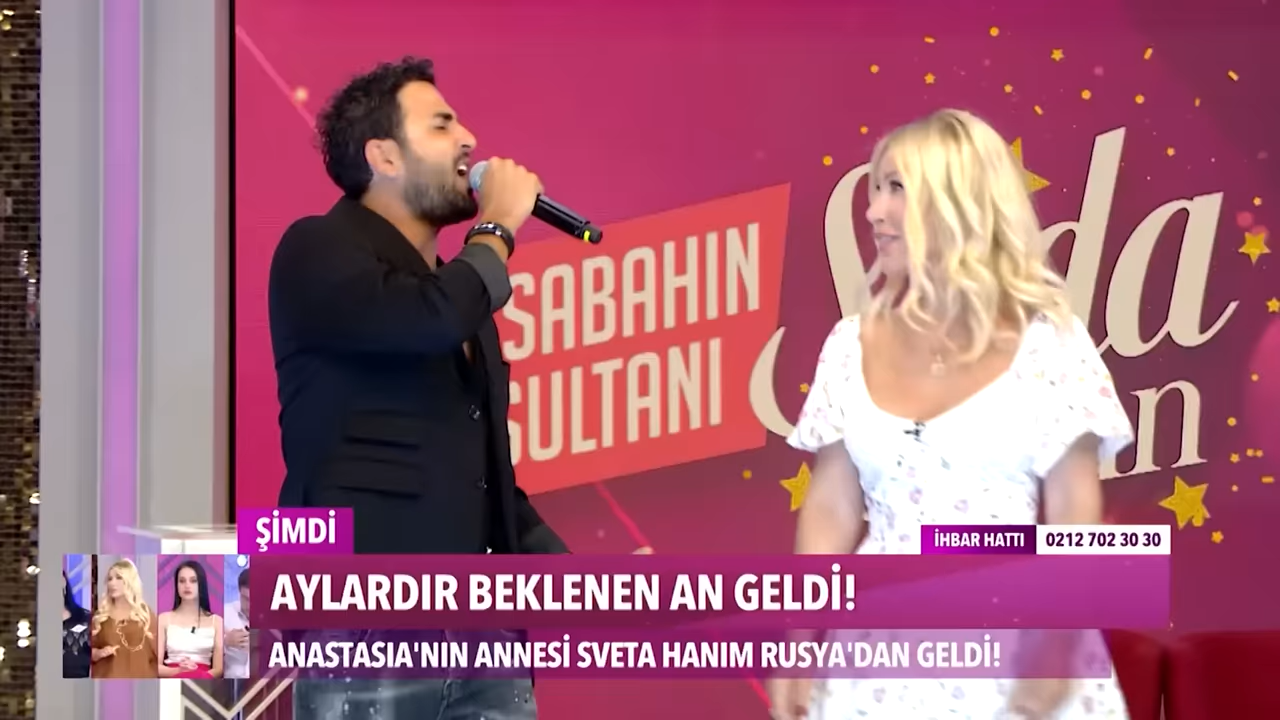 SABAHIN
SULTANI
ŞİMDİ
İHBAR HATTI 0212 702 30 30
AYLARDIR BEKLENEN AN GELDİ!
ANASTASIA'NIN ANNESİ SVETA HANIM RUSYA'DAN GELDİ!